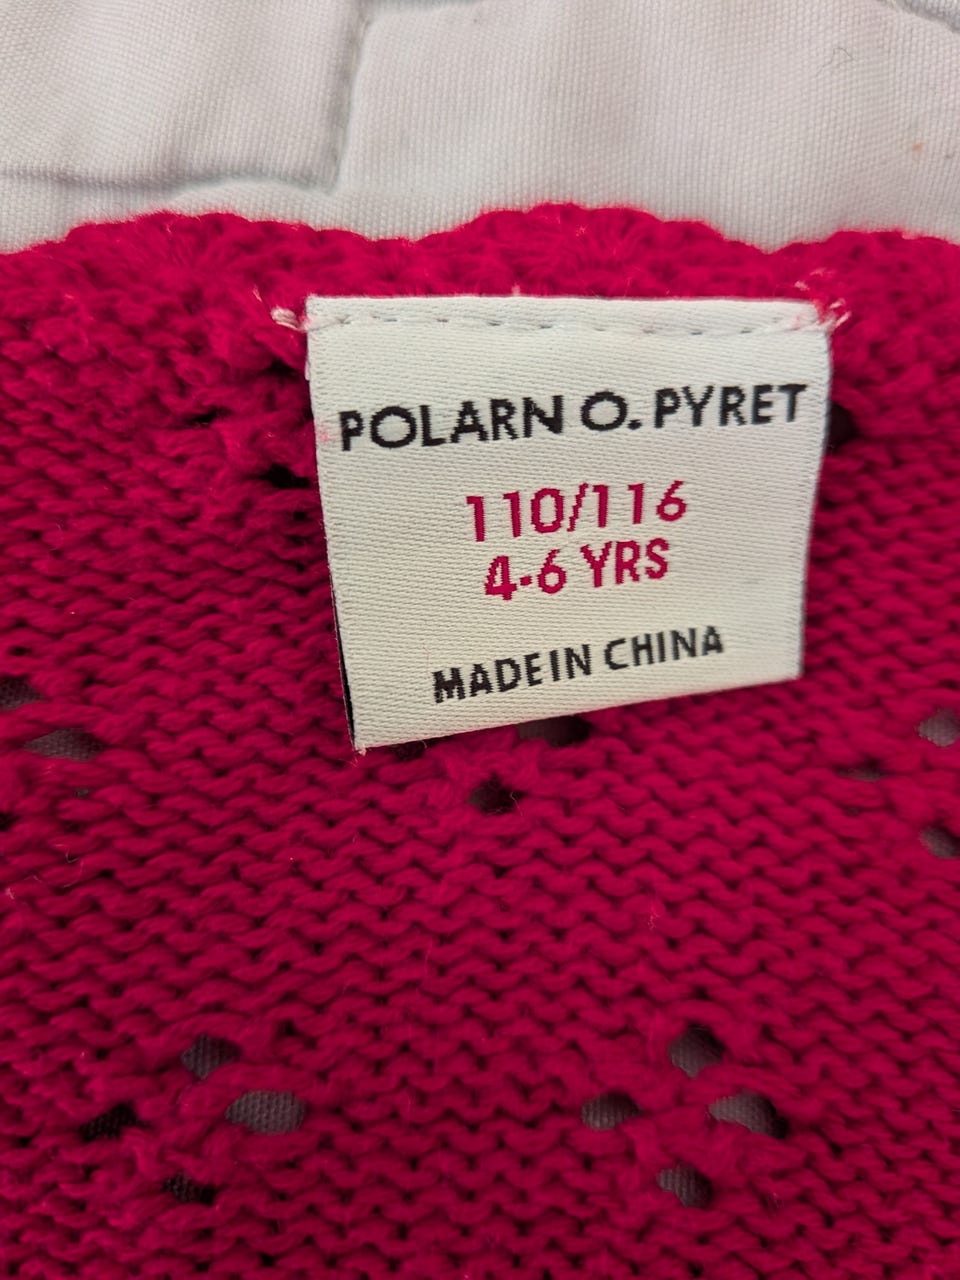 POLARN O. PYRET
110/116
4-6 YRS
MADE IN CHINA